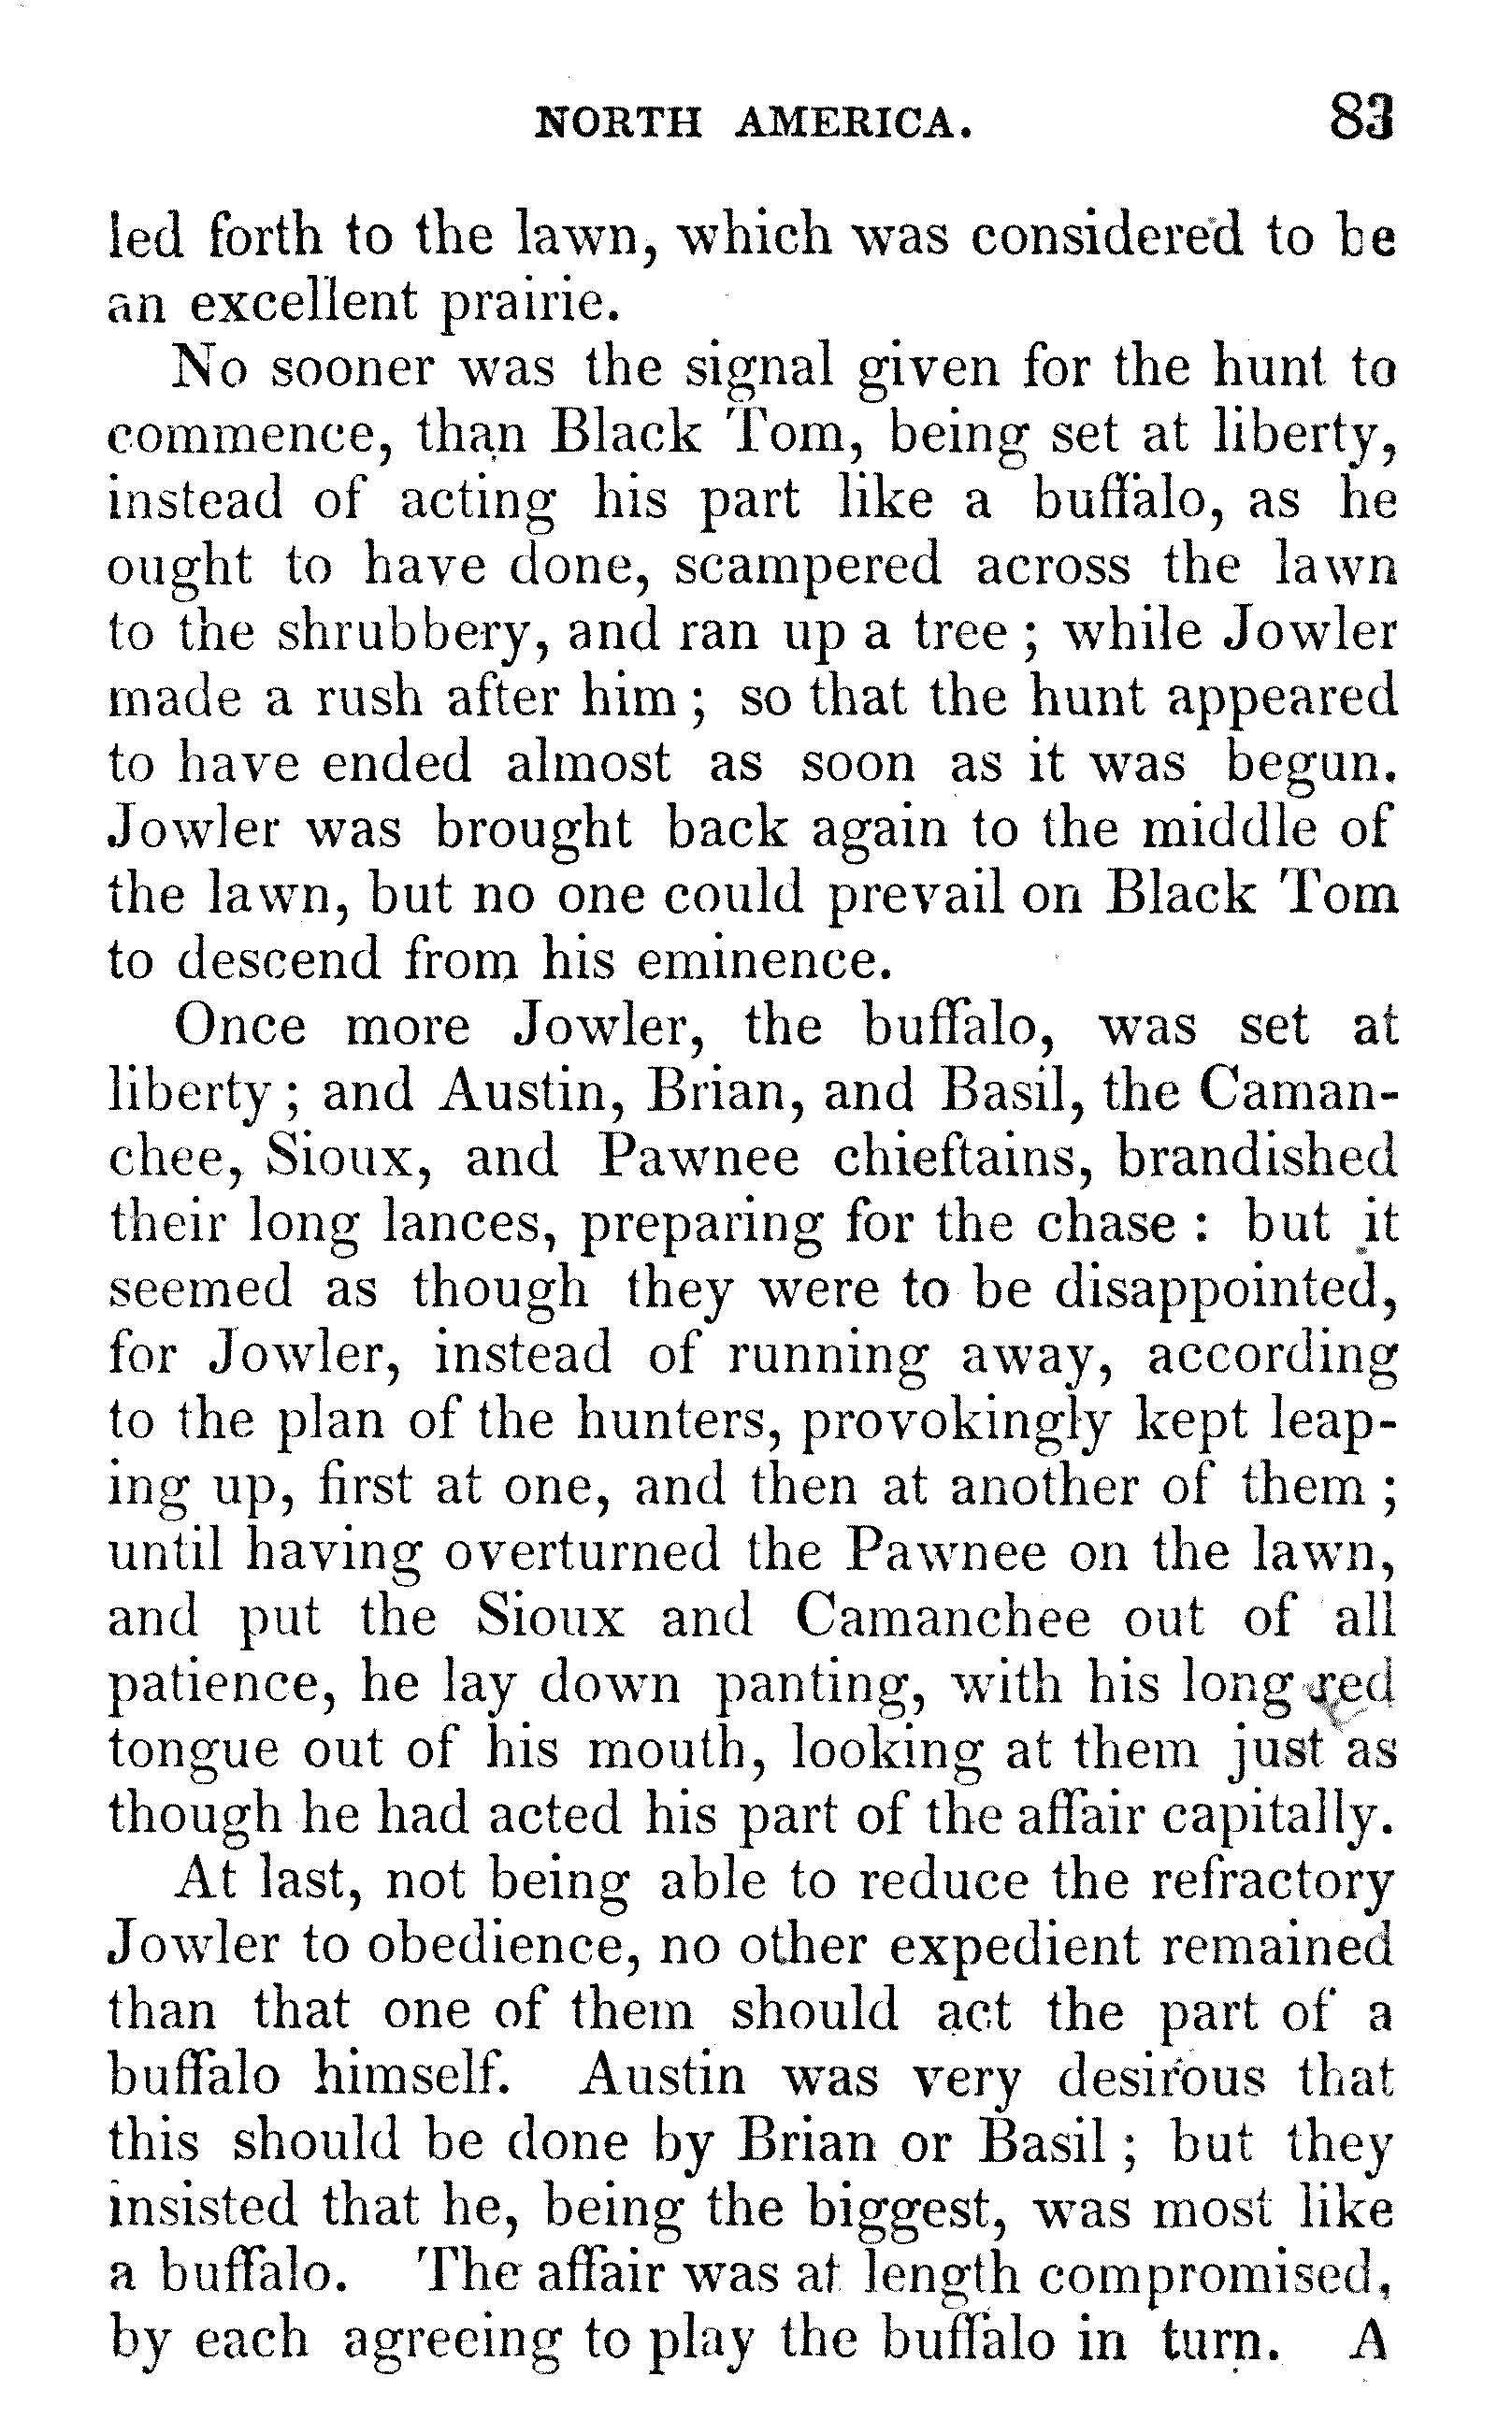 NORTH AMERICA. 83
led forth to the lawn, which was considered to be
an excellent prairie.
No sooner was the signal given for the hunt to
commence, than Black Tom, being set at liberty,
instead of acting his part like a buffalo, as he
ought to have done, scampered across the lawn
to the shrubbery, and ran up a tree ; while Jowler
made a rush after him ; so that the hunt appeared
to have ended almost as soon as it was begun.
Jowler was brought back again to the middle of
the lawn, but no one could prevail on Black Tom
to descend from his eminence.
Once more Jowler, the buffalo, was set at
liberty ; and Austin, Brian, and Basil, the Caman-
chee, Sioux, and Pawnee chieftains, brandished
their long lances, preparing for the chase : but it
seemed as though they were to be disappointed,
for Jowler, instead of running away, according
to the plan of the hunters, provokingly kept leap-
ing up, first at one, and then at another of them ;
until having overturned the Pawnee on the lawn,
and put the Sioux and Camanchee out of all
patience, he lay down panting, with his long red
tongue out of his mouth, looking at them just as
though he had acted his part of the affair capitally.
At last, not being able to reduce the refractory
Jowler to obedience, no other expedient remained
than that one of them should act the part of a
buffalo himself. Austin was very desirous that
this should be done by Brian or Basil ; but they
insisted that he, being the biggest, was most like
a buffalo. The affair was at length compromised,
by each agreeing to play the buffalo in turn. A